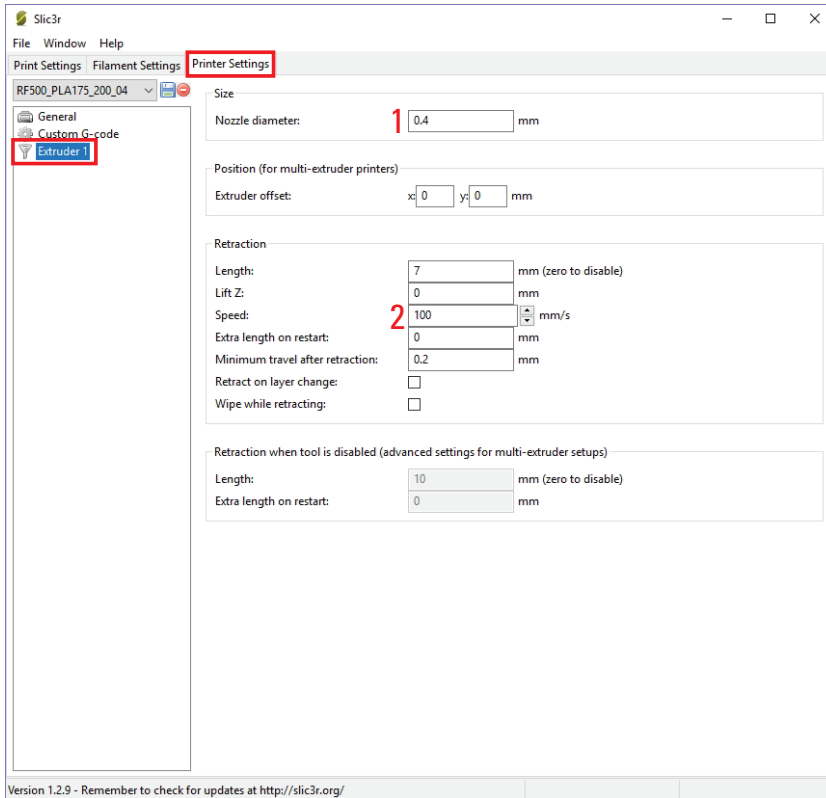 Slic3r
File Window Help
Print Settings Filament Settings Printer Settings
RF500_PLA175_200_04
General
Custom G-code
Extruder 1
Size
Nozzle diameter: 1 0.4 mm
Position (for multi-extruder printers)
Extruder offset: x: 0 y: 0 mm
Retraction
Length: 7 mm (zero to disable)
Lift Z: 0 mm
Speed: 2 100 mm/s
Extra length on restart: 0 mm
Minimum travel after retraction: 0.2 mm
Retract on layer change:
Wipe while retracting:
Retraction when tool is disabled (advanced settings for multi-extruder setups)
Length: 10 mm (zero to disable)
Extra length on restart: 0 mm
Version 1.2.9 - Remember to check for updates at http://slic3r.org/